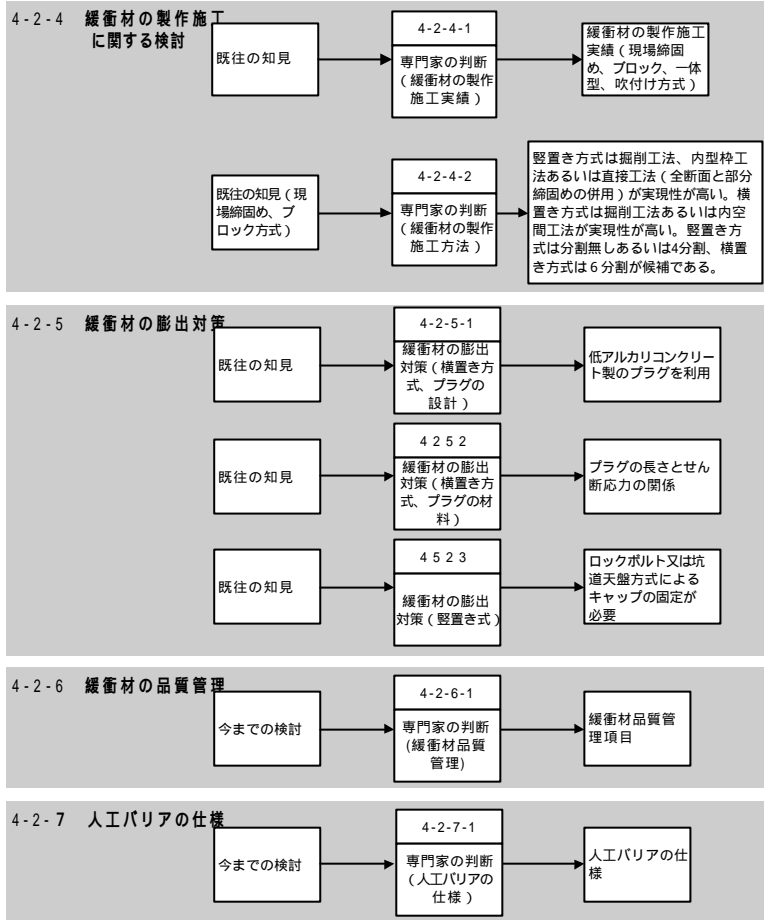 4-2-4 緩衝材の製作施工
に関する検討
既往の知見
4-2-4-1
専門家の判断
（緩衝材の製作
施工実績）
緩衝材の製作施工
実績（現場締固
め、ブロック、一体
型、吹付け方式）
既往の知見（現
場締固め、ブ
ロック方式）
4-2-4-2
専門家の判断
（緩衝材の製作
施工方法）
竪置き方式は掘削工法、内型枠工
法あるいは直接工法（全断面と部分
締固めの併用）が実現性が高い。横
置き方式は掘削工法あるいは内空
間工法が実現性が高い。竪置き方
式は分割無しあるいは4分割、横置
き方式は６分割が候補である。
4-2-5 緩衝材の膨出対策
既往の知見
4-2-5-1
緩衝材の膨出
対策（横置き方
式、プラグの
設計）
低アルカリコンクリー
ト製のプラグを利用
既往の知見
4252
緩衝材の膨出
対策（横置き方
式、プラグの材
料）
プラグの長さとせん
断応力の関係
既往の知見
4523
緩衝材の膨出
対策（竪置き式）
ロックボルト又は坑
道天盤方式による
キャップの固定が
必要
4-2-6 緩衝材の品質管理
今までの検討
4-2-6-1
専門家の判断
(緩衝材品質
管理)
緩衝材品質管
理項目
4-2-7 人工バリアの仕様
今までの検討
4-2-7-1
専門家の判断
（人工バリアの
仕様）
人工バリアの仕
様